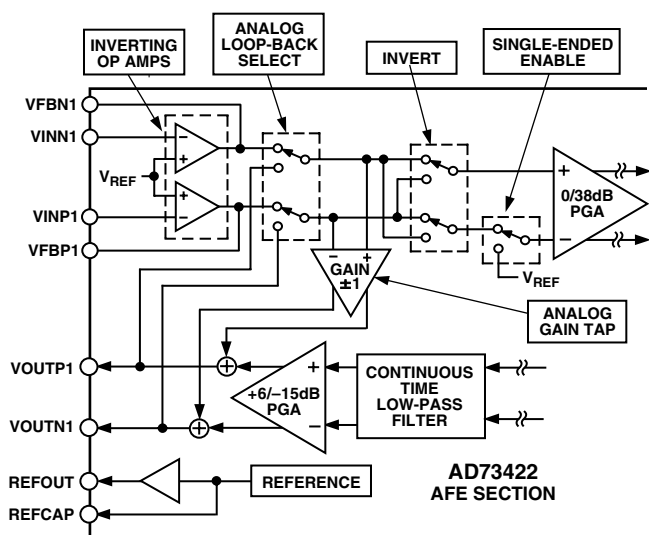 INVERTING
OP AMPS
ANALOG
LOOP-BACK
SELECT
INVERT
SINGLE-ENDED
ENABLE
VFBN1
VINN1
VREF
VINP1
VFBP1
−
+
+
−
+
−
0/38dB
PGA
VREF
− +
GAIN
±1
ANALOG
GAIN TAP
VOUTP1
VOUTN1
+
+
+
+6/–15dB
PGA
−
CONTINUOUS
TIME
LOW-PASS
FILTER
REFOUT
REFCAP
REFERENCE
AD73422
AFE SECTION